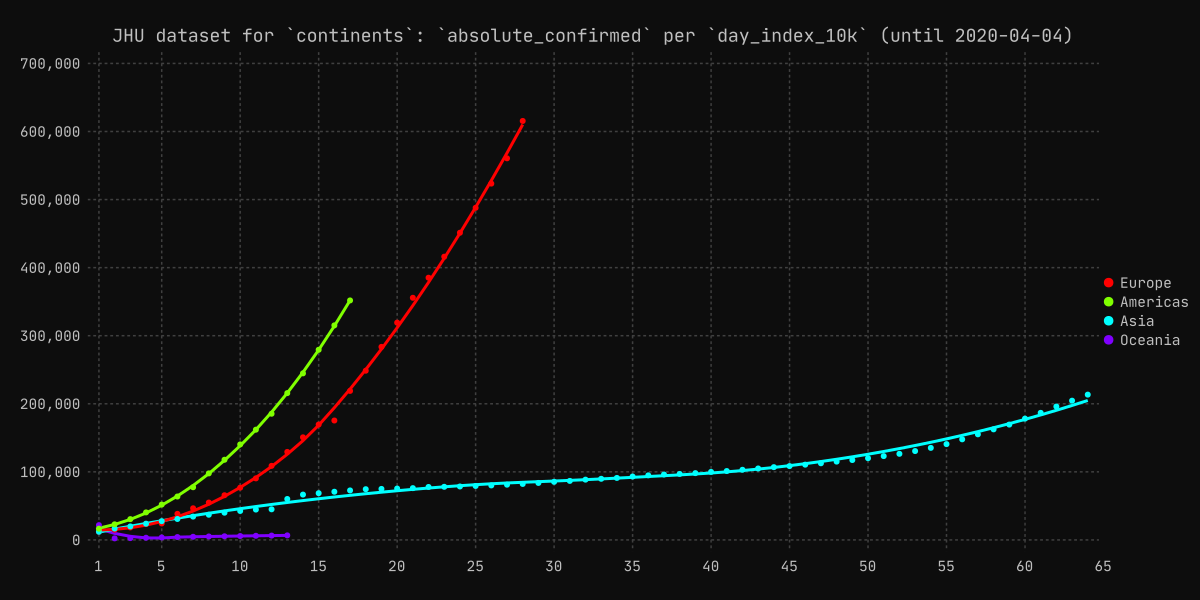 JHU dataset for `continents`: `absolute_confirmed` per `day_index_10k` (until 2020-04-04)
700,000
600,000
500,000
400,000
300,000
200,000
100,000
0
1 5 10 15 20 25 30 35 40 45 50 55 60 65
Europe
Americas
Asia
Oceania